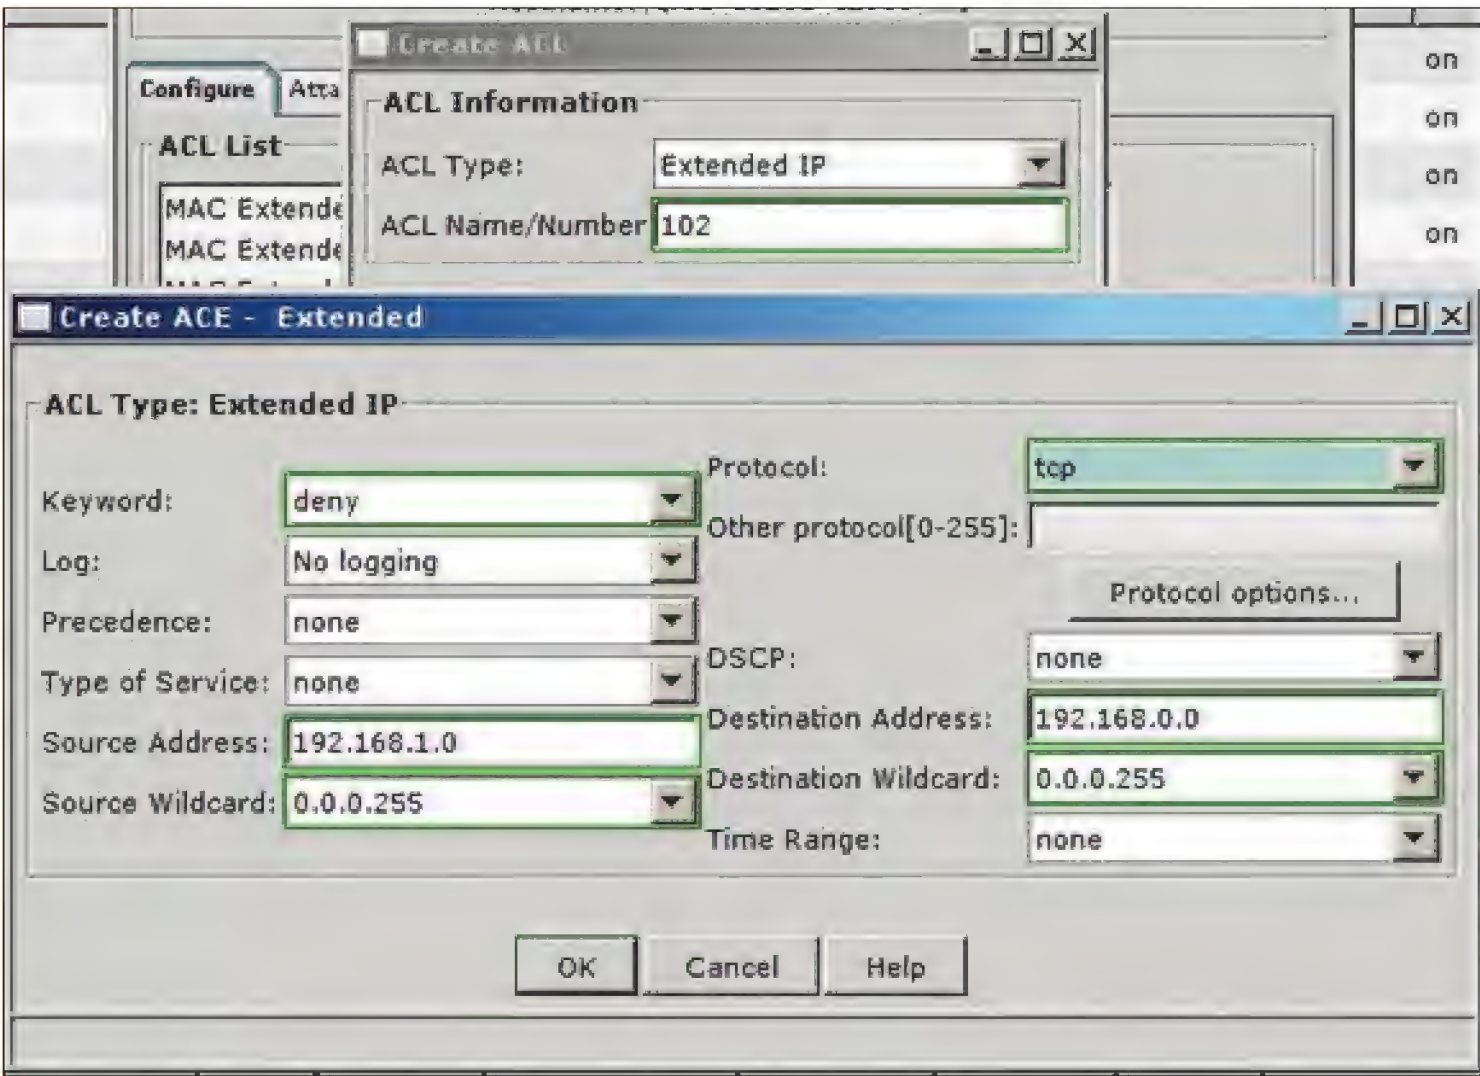 Create ACL
on
Configure
ACL Information
on
ACL List
ACL Type:
Extended IP
on
MAC Extende
ACL Name/Number
102
on
MAC Extende
Create ACE - Extended
ACL Type: Extended IP
Protocol:
tcp
Keyword:
deny
Other protocol[0-255]:
Log:
No logging
Protocol options...
Precedence:
none
DSCP:
none
Type of Service:
none
Destination Address:
192.168.0.0
Source Address:
192.168.1.0
Destination Wildcard:
0.0.0.255
Source Wildcard:
0.0.0.255
Time Range:
none
OK
Cancel
Help